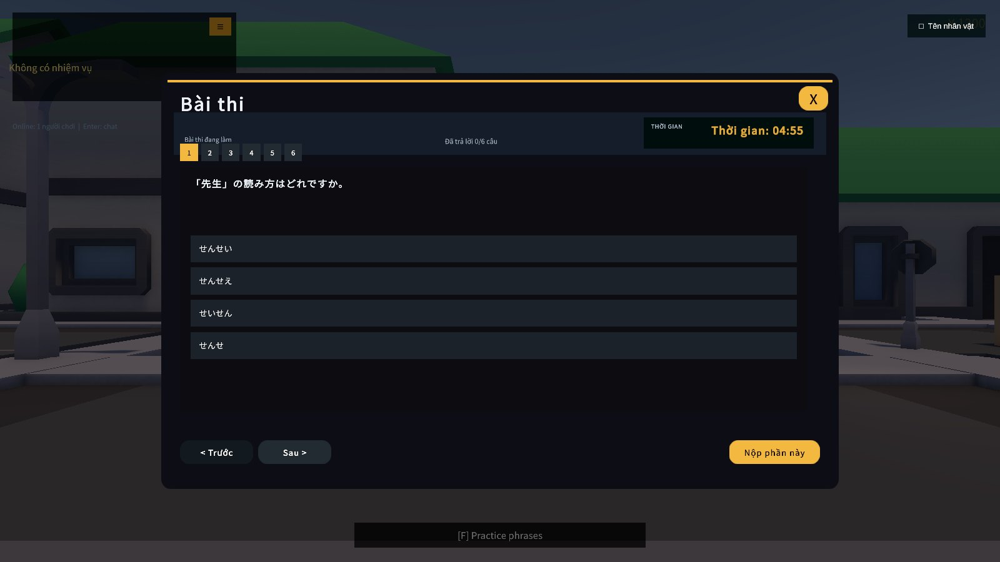 Không có nhiệm vụ
Online: 1 người chơi | Enter: chat
Tên nhân vật
Bài thi
X
Bài thi đang làm
Đã trả lời 0/6 câu
THỜI GIAN
Thời gian: 04:55
1 2 3 4 5 6
「先生」の読み方はどれですか。
せんせい
せんせえ
せいせん
せんせ
< Trước
Sau >
Nộp phần này
[F] Practice phrases